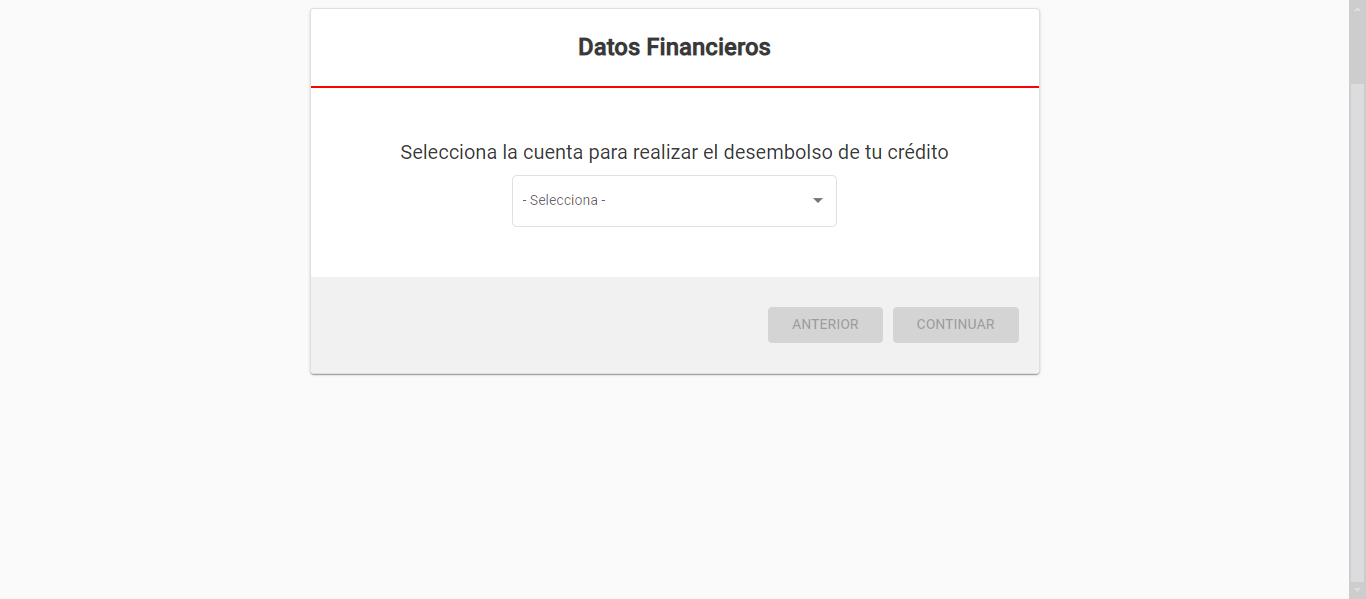 Datos Financieros
Selecciona la cuenta para realizar el desembolso de tu crédito
- Selecciona -
ANTERIOR
CONTINUAR